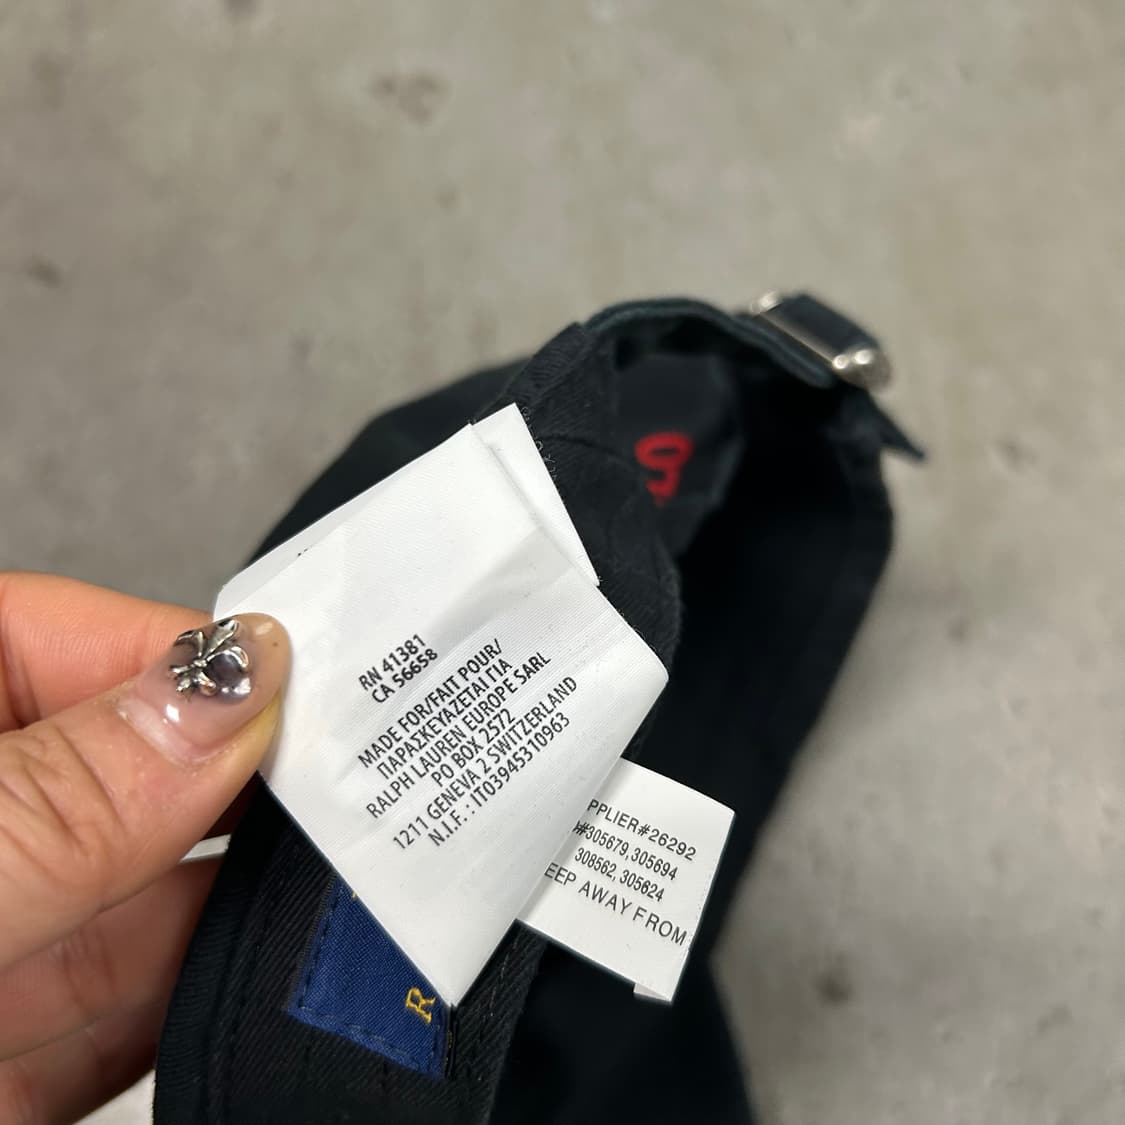 RN 41381
CA 56658
MADE FOR/FAIT POUR/
ΠΑΡΑΣΚΕΥΑΖΕΤΑΙ ΓΙΑ
RALPH LAUREN EUROPE SARL
PO BOX 2572
1211 GENEVA 2 SWITZERLAND
N.I.F. : IT03945310963
PPLIER#26292
#305679, 305694
308562, 305624
EEP AWAY FROM
R